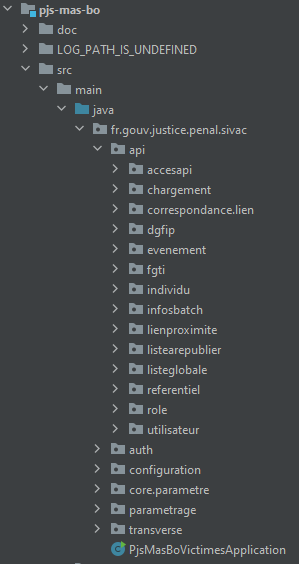 pjs-mas-bo
doc
LOG_PATH_IS_UNDEFINED
src
main
java
fr.gouv.justice.penal.sivac
api
accesapi
chargement
correspondance.lien
dgfip
evenement
fgti
individu
infosbatch
lienproximite
listearepublier
listeglobale
referentiel
role
utilisateur
auth
configuration
core.parametre
parametrage
transverse
PjsMasBoVictimesApplication